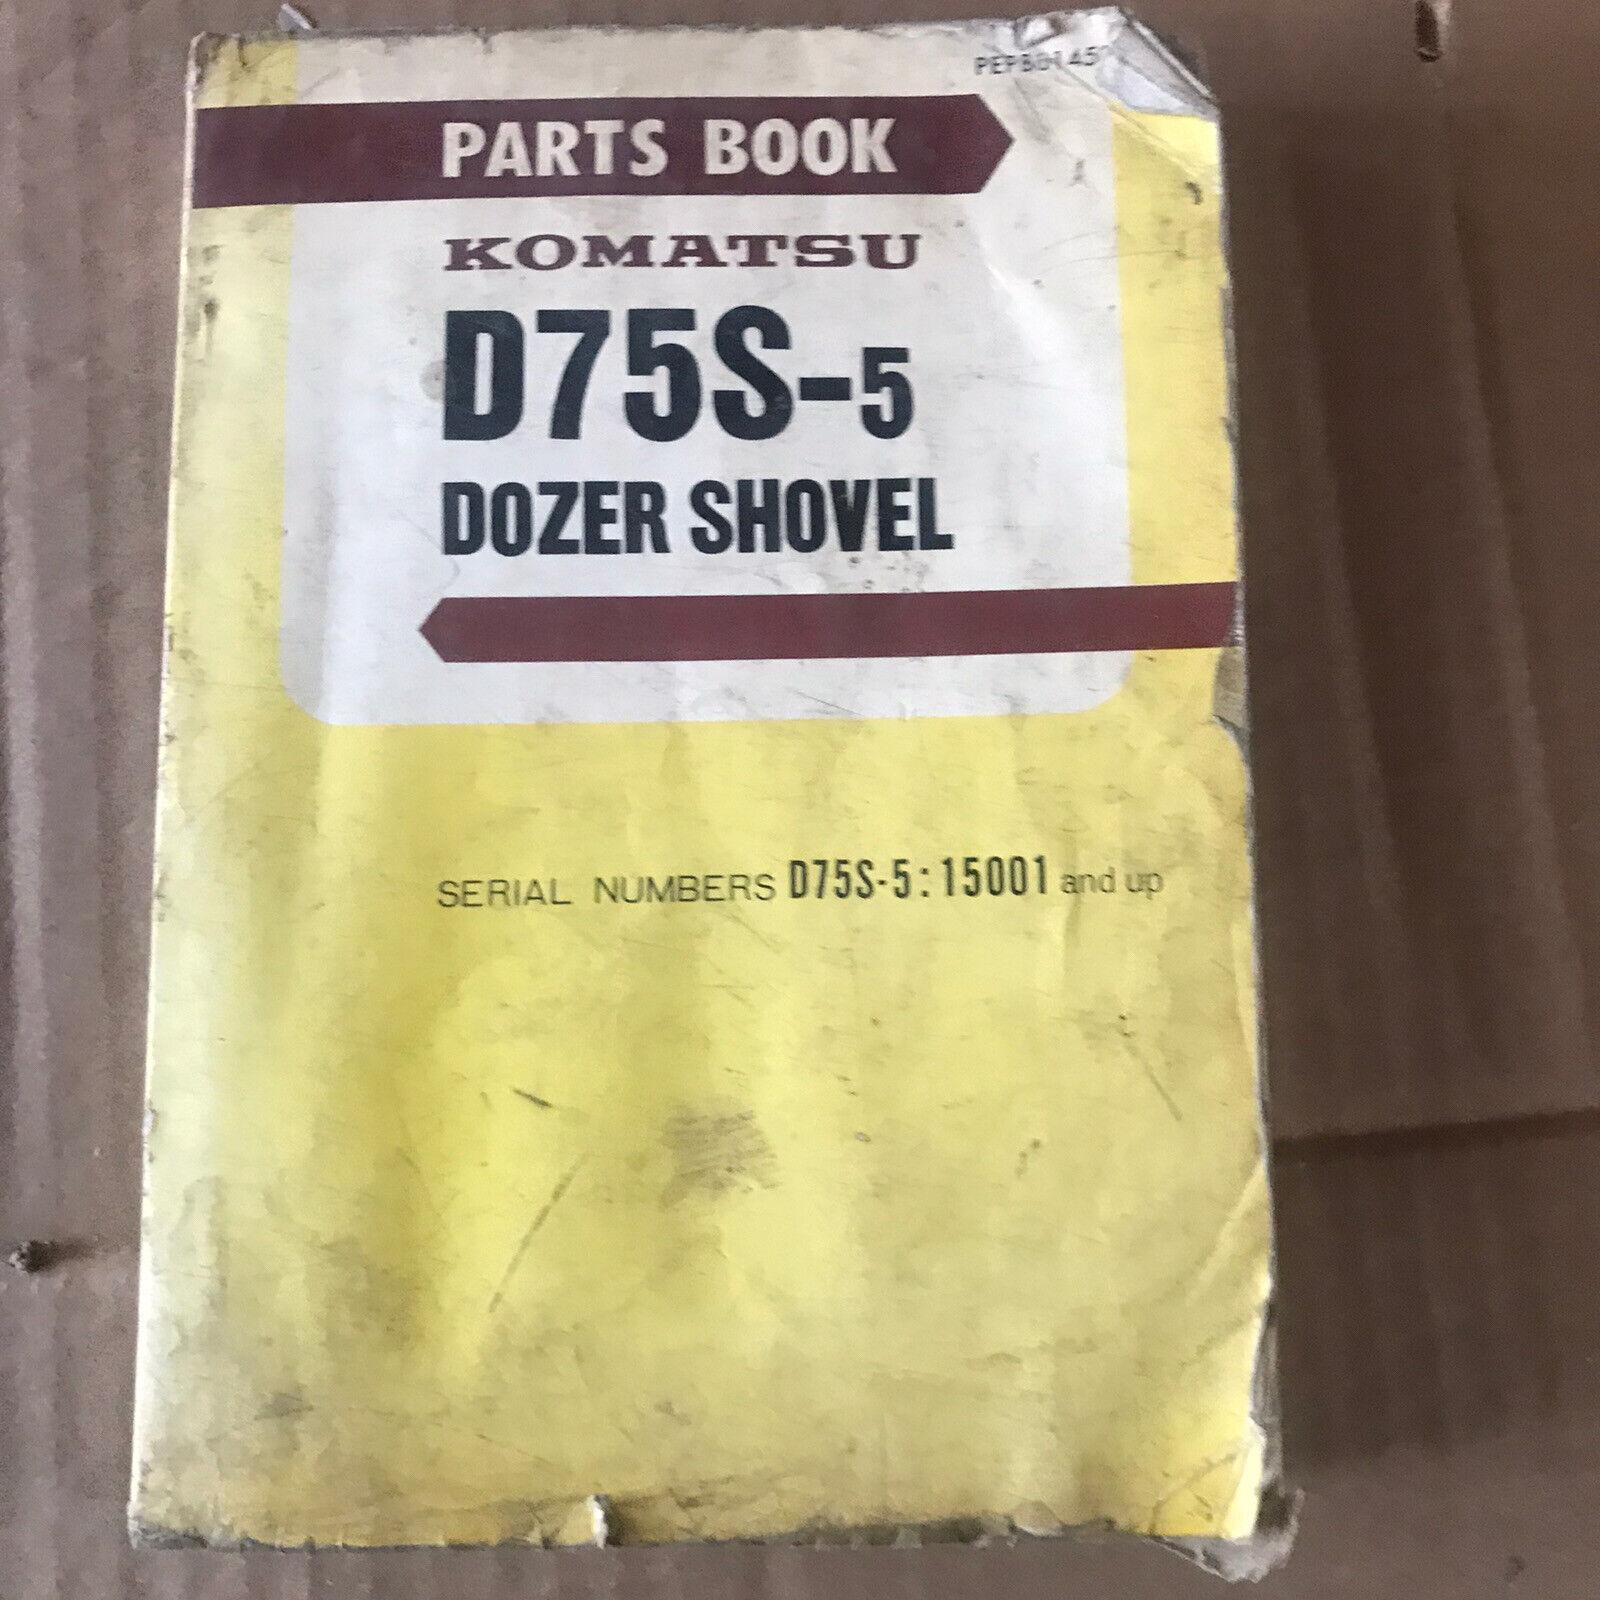 PARTS BOOK
KOMATSU
D75S-5
DOZER SHOVEL
SERIAL NUMBERS D75S-5:15001 and up